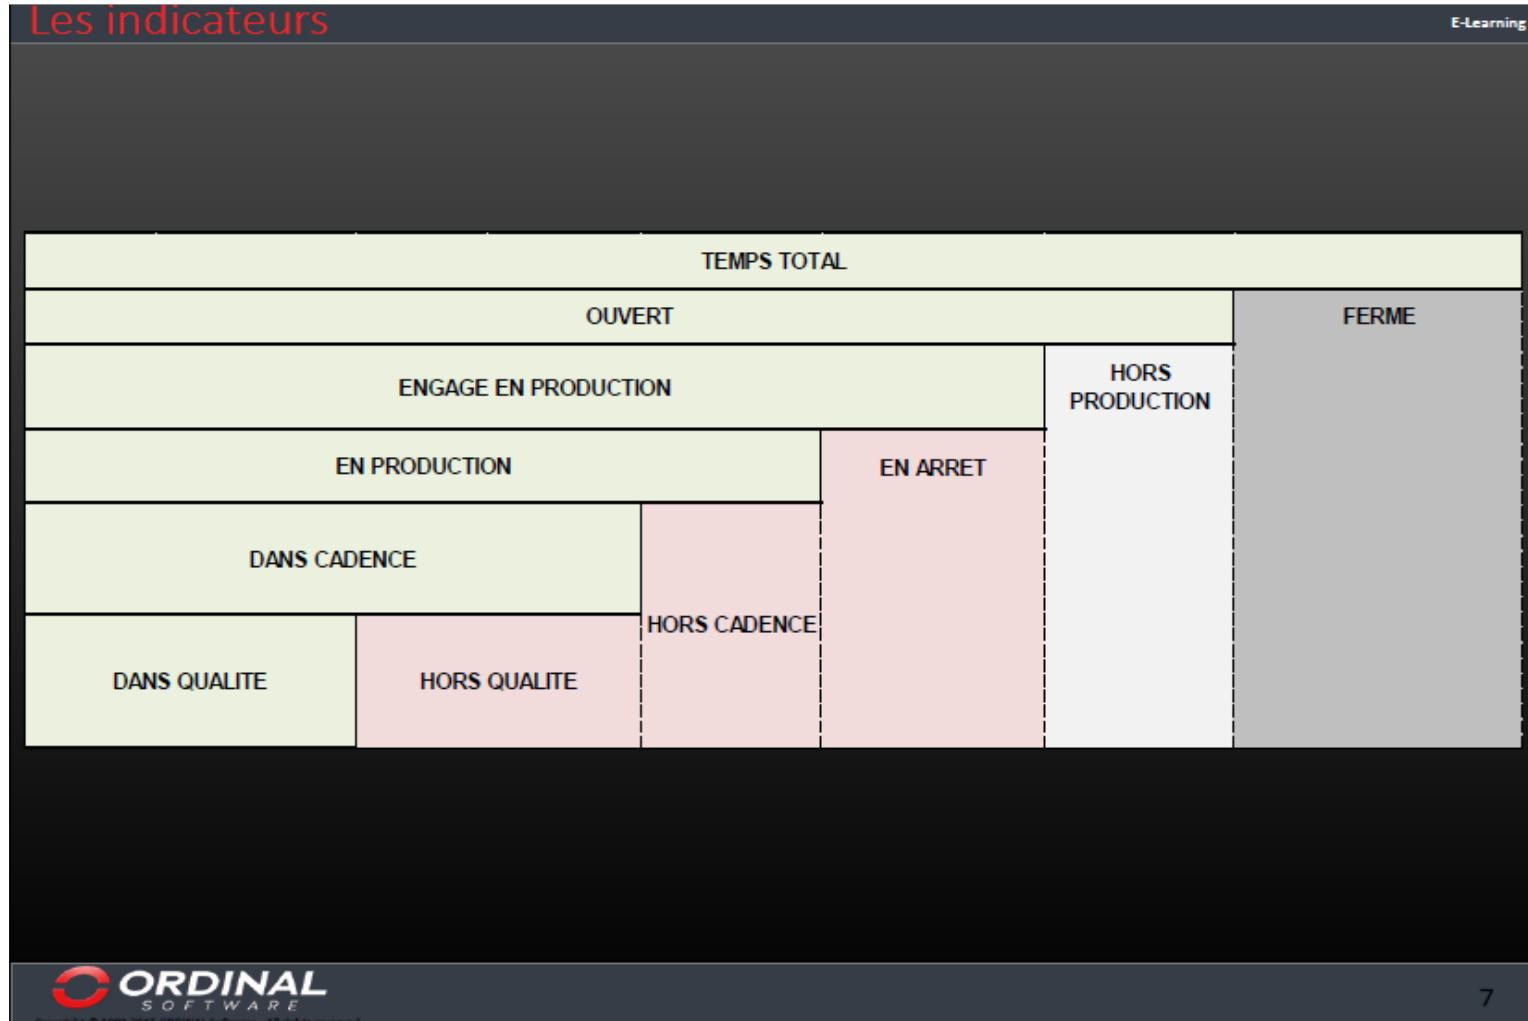 Les indicateurs
E-Learning
TEMPS TOTAL
OUVERT
FERME
ENGAGE EN PRODUCTION
HORS
PRODUCTION
EN PRODUCTION
EN ARRET
DANS CADENCE
HORS CADENCE
DANS QUALITE
HORS QUALITE
ORDINAL
SOFTWARE
7